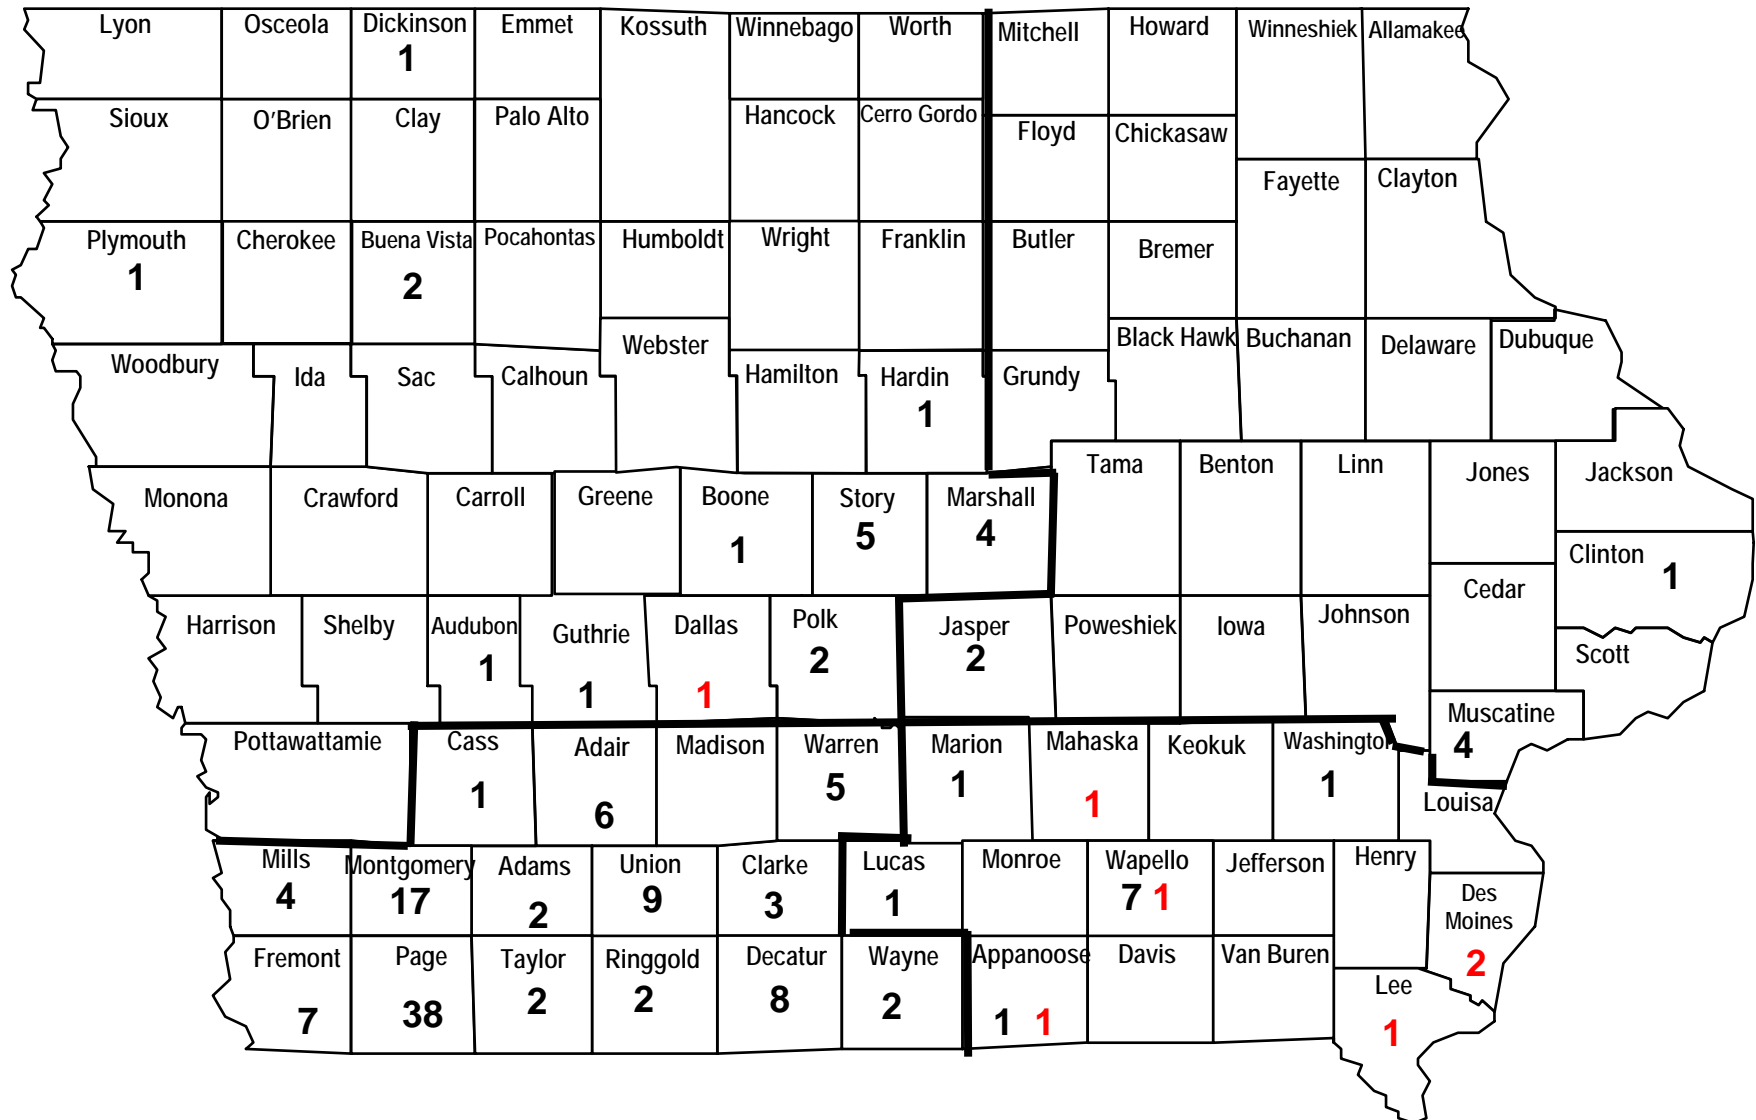 Lyon Osceola Dickinson Emmet Kossuth Winnebago Worth Mitchell Howard Winneshiek Allamakee
1
Sioux O'Brien Clay Palo Alto Hancock Cerro Gordo Floyd Chickasaw
Fayette Clayton
Plymouth Cherokee Buena Vista Pocahontas Humboldt Wright Franklin Butler Bremer
1 2
Woodbury Ida Sac Calhoun Webster Hamilton Hardin Grundy Black Hawk Buchanan Delaware Dubuque
1
Monona Crawford Carroll Greene Boone Story Marshall Tama Benton Linn Jones Jackson
1 5 4
Clinton 1
Cedar
Harrison Shelby Audubon Guthrie Dallas Polk Jasper Poweshiek Iowa Johnson
Scott
1 1 1 2 2
Muscatine
4
Pottawattamie Cass Adair Madison Warren Marion Mahaska Keokuk Washington
1 6 5 1 1 1
Louisa
Mills Montgomery Adams Union Clarke Lucas Monroe Wapello Jefferson Henry
4 17 2 9 3 1 7 1
Des
Moines
2
Fremont Page Taylor Ringgold Decatur Wayne Appanoose Davis Van Buren
7 38 2 2 8 2 1 1
Lee
1